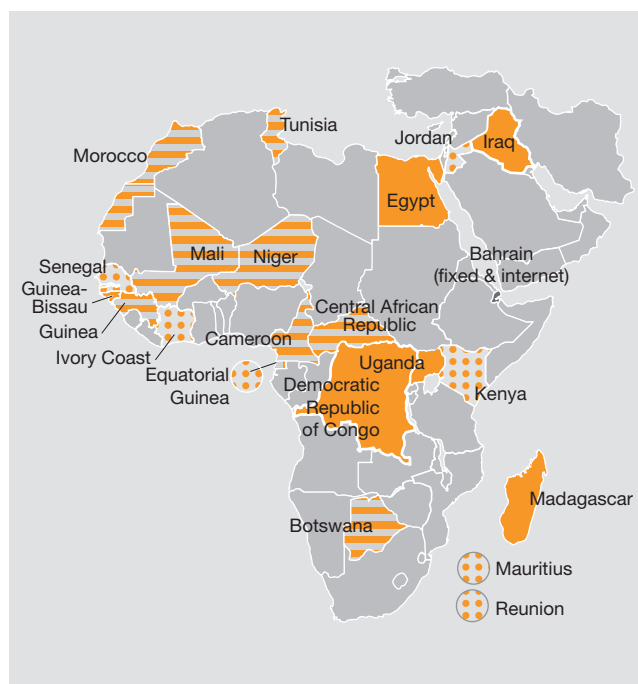 Tunisia
Morocco
Jordan
Iraq
Egypt
Mali
Niger
Bahrain
(fixed & internet)
Senegal
Guinea-
Bissau
Guinea
Ivory Coast
Central African
Republic
Cameroon
Equatorial
Guinea
Uganda
Democratic
Republic
of Congo
Kenya
Madagascar
Botswana
Mauritius
Reunion